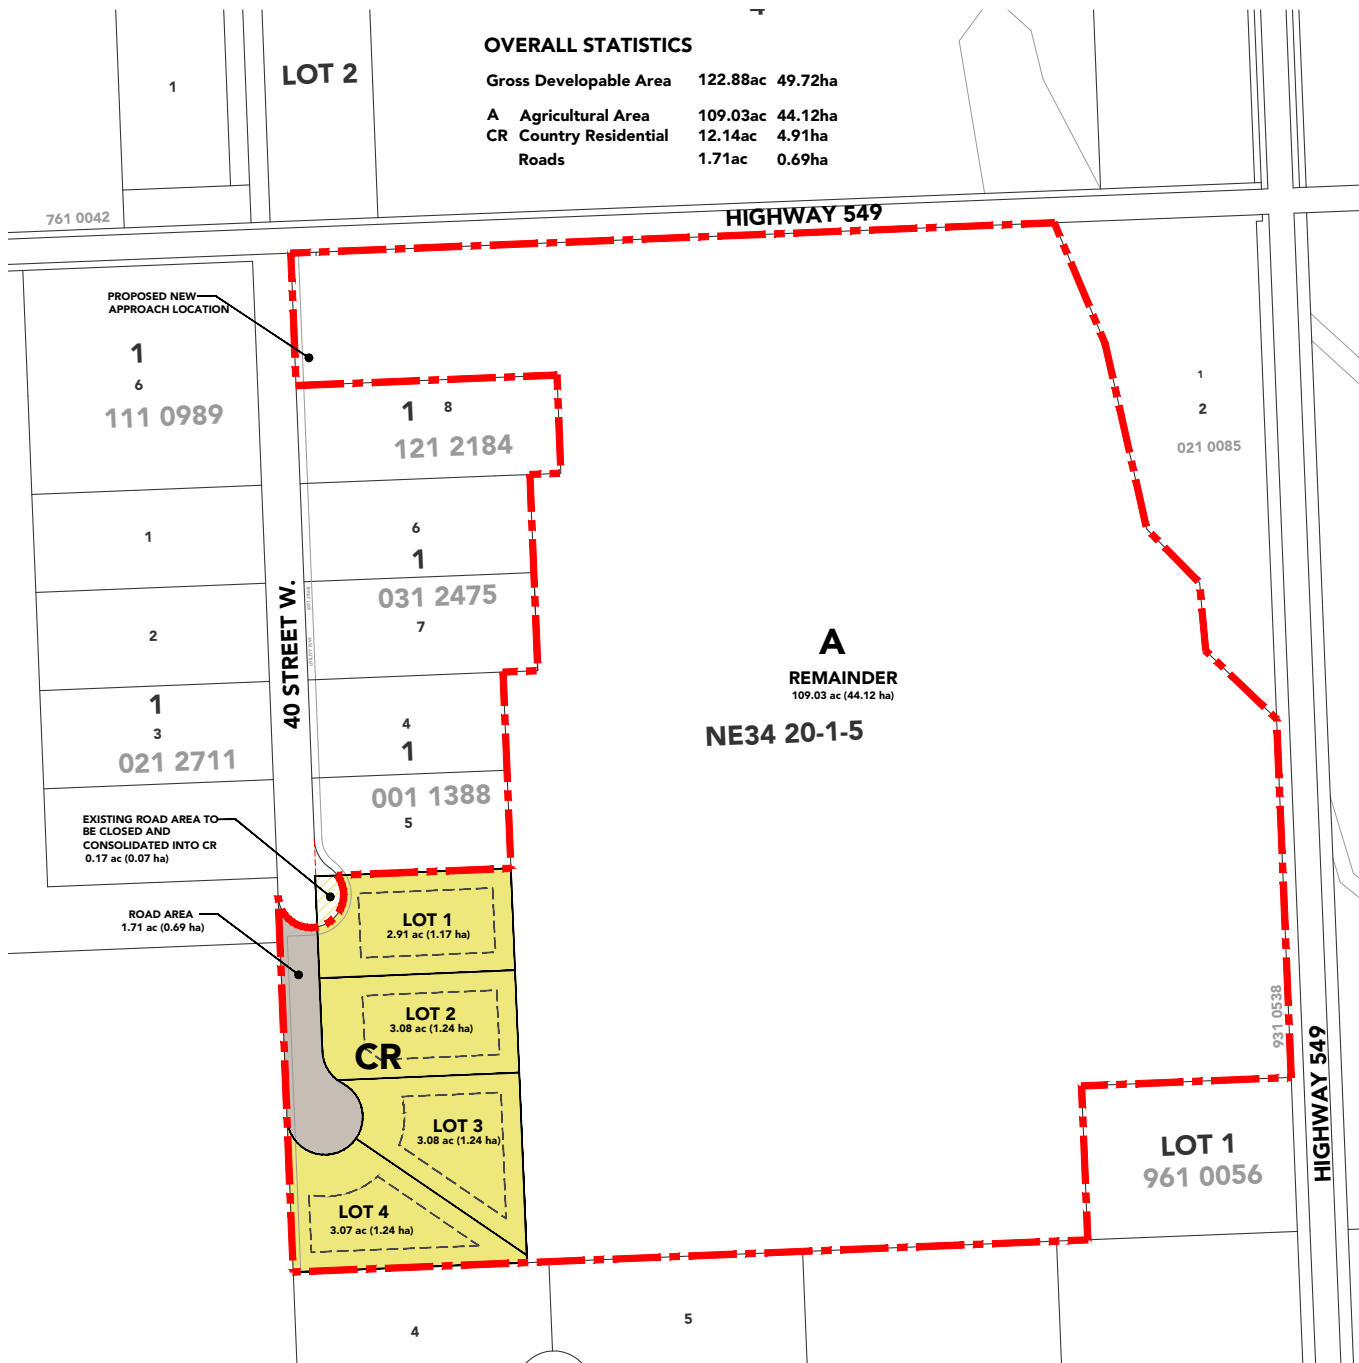 OVERALL STATISTICS
Gross Developable Area 122.88ac 49.72ha
A Agricultural Area 109.03ac 44.12ha
CR Country Residential 12.14ac 4.91ha
Roads 1.71ac 0.69ha
1
LOT 2
761 0042
HIGHWAY 549
PROPOSED NEW
APPROACH LOCATION
1
6
111 0989
1 8
121 2184
1
2
021 0085
1
6
1
031 2475
7
2
40 STREET W.
UTILITY R/W
1
3
021 2711
4
1
001 1388
5
A
REMAINDER
109.03 ac (44.12 ha)
NE34 20-1-5
EXISTING ROAD AREA TO
BE CLOSED AND
CONSOLIDATED INTO CR
0.17 ac (0.07 ha)
ROAD AREA
1.71 ac (0.69 ha)
LOT 1
2.91 ac (1.17 ha)
LOT 2
3.08 ac (1.24 ha)
CR
LOT 3
3.08 ac (1.24 ha)
LOT 4
3.07 ac (1.24 ha)
931 0538
HIGHWAY 549
LOT 1
961 0056
4
5